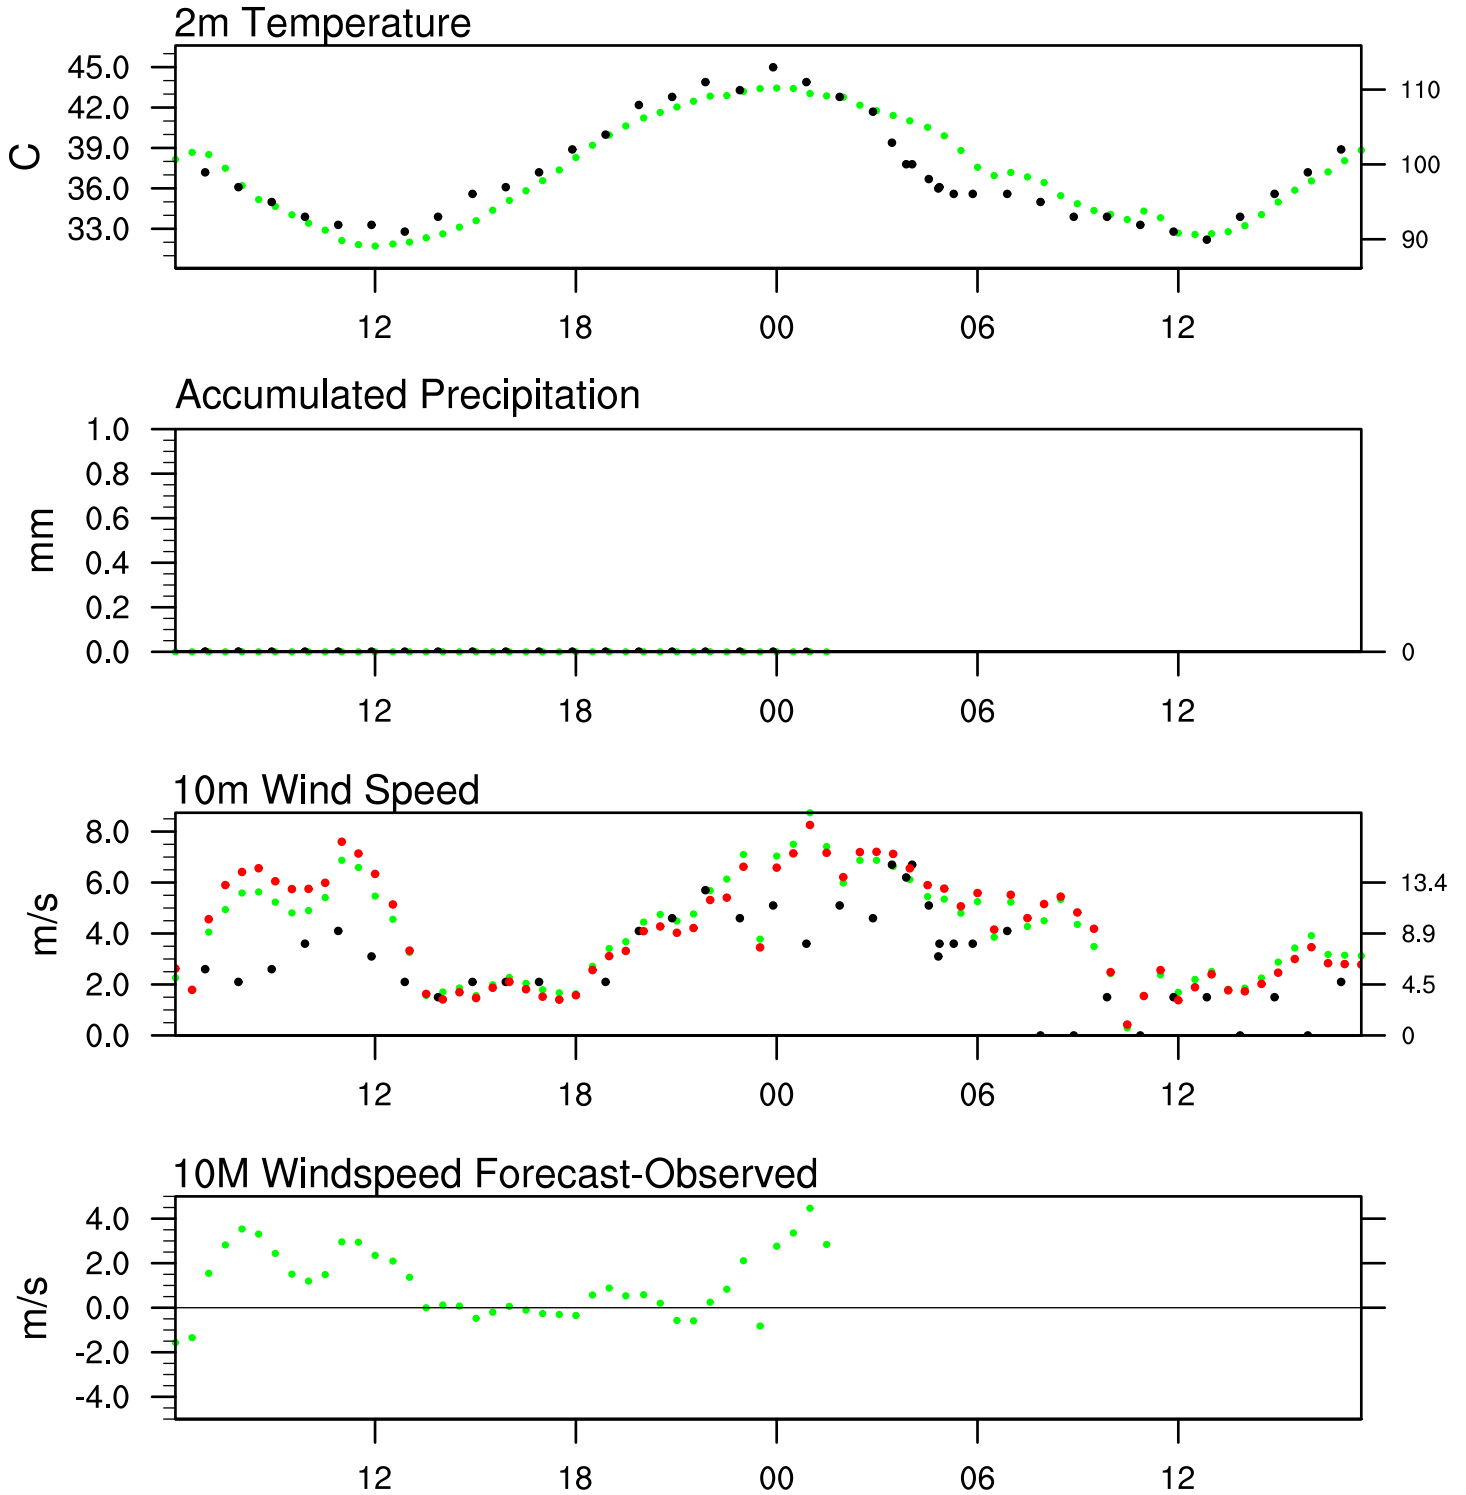 2m Temperature
45.0
42.0
39.0
36.0
33.0
C
110
100
90
12 18 00 06 12
Accumulated Precipitation
1.0
0.8
0.6
0.4
0.2
0.0
mm
0
12 18 00 06 12
10m Wind Speed
8.0
6.0
4.0
2.0
0.0
m/s
13.4
8.9
4.5
0
12 18 00 06 12
10M Windspeed Forecast-Observed
4.0
2.0
0.0
-2.0
-4.0
m/s
12 18 00 06 12